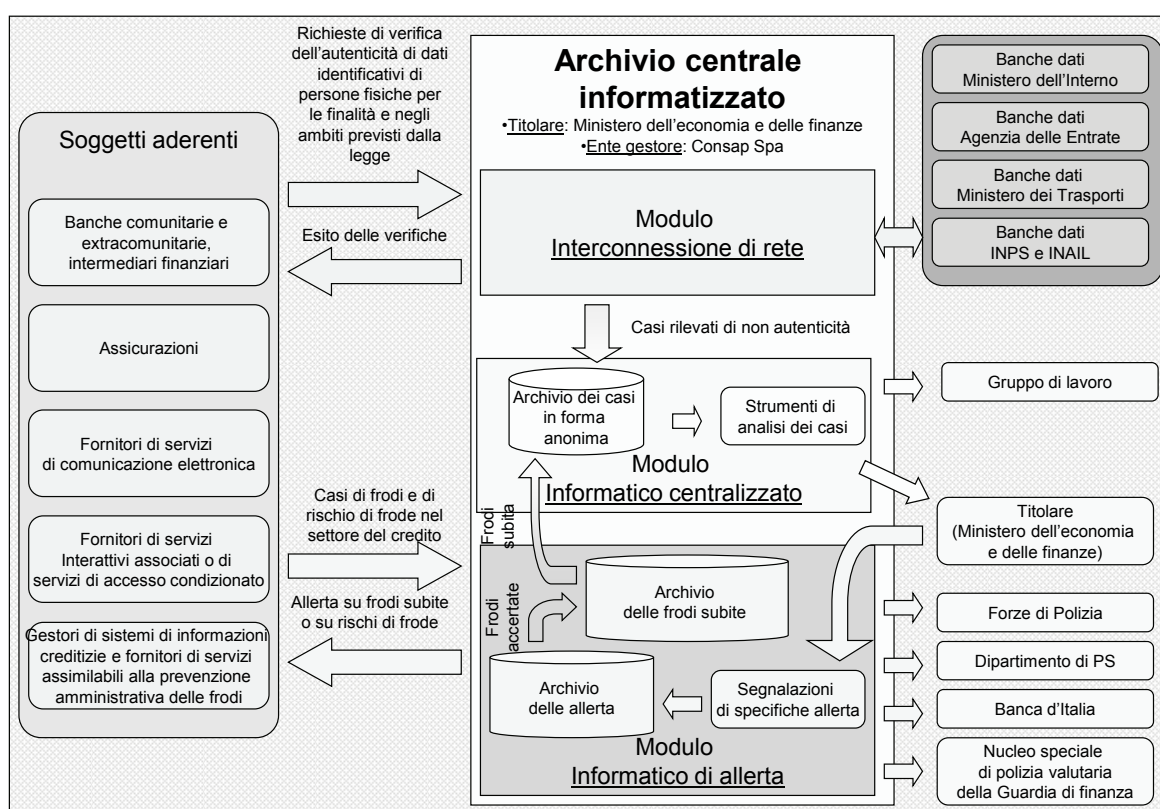 Richieste di verifica
dell'autenticità di dati
identificativi di
persone fisiche per
le finalità e negli
ambiti previsti dalla
legge
Soggetti aderenti
Banche comunitarie e
extracomunitarie,
intermediari finanziari
Assicurazioni
Fornitori di servizi
di comunicazione elettronica
Fornitori di servizi
Interattivi associati o di
servizi di accesso condizionato
Gestori di sistemi di informazioni
creditizie e fornitori di servizi
assimilabili alla prevenzione
amministrativa delle frodi
Esito delle verifiche
Casi di frodi e di
rischio di frode nel
settore del credito
Allerta su frodi subite
o su rischi di frode
Archivio centrale
informatizzato
•Titolare: Ministero dell'economia e delle finanze
•Ente gestore: Consap Spa
Modulo
Interconnessione di rete
Casi rilevati di non autenticità
Archivio dei casi
in forma
anonima
Strumenti di
analisi dei casi
Modulo
Informatico centralizzato
Frodi
subita
Archivio
delle frodi subite
Frodi
accertate
Archivio
delle allerta
Segnalazioni
di specifiche allerta
Modulo
Informatico di allerta
Banche dati
Ministero dell'Interno
Banche dati
Agenzia delle Entrate
Banche dati
Ministero dei Trasporti
Banche dati
INPS e INAIL
Gruppo di lavoro
Titolare
(Ministero dell'economia
e delle finanze)
Forze di Polizia
Dipartimento di PS
Banca d'Italia
Nucleo speciale
di polizia valutaria
della Guardia di finanza